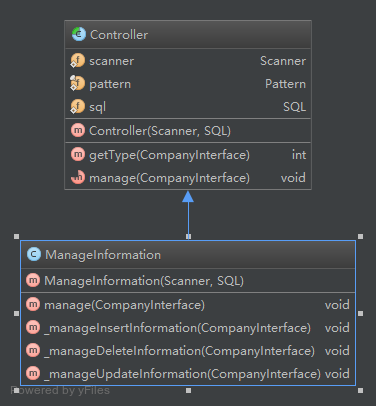 Controller
scanner Scanner
pattern Pattern
sql SQL
Controller(Scanner, SQL)
getType(CompanyInterface) int
manage(CompanyInterface) void
ManageInformation
ManageInformation(Scanner, SQL)
manage(CompanyInterface) void
_manageInsertInformation(CompanyInterface) void
_manageDeleteInformation(CompanyInterface) void
_manageUpdateInformation(CompanyInterface) void
Powered by yFiles